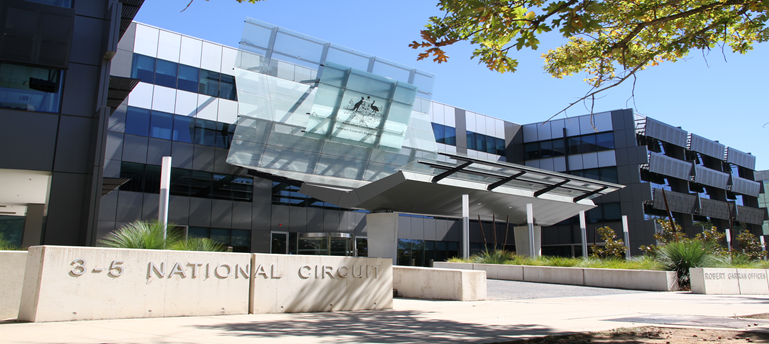 3-5 NATIONAL CIRCUIT
ROBERT GARRAN OFFICES